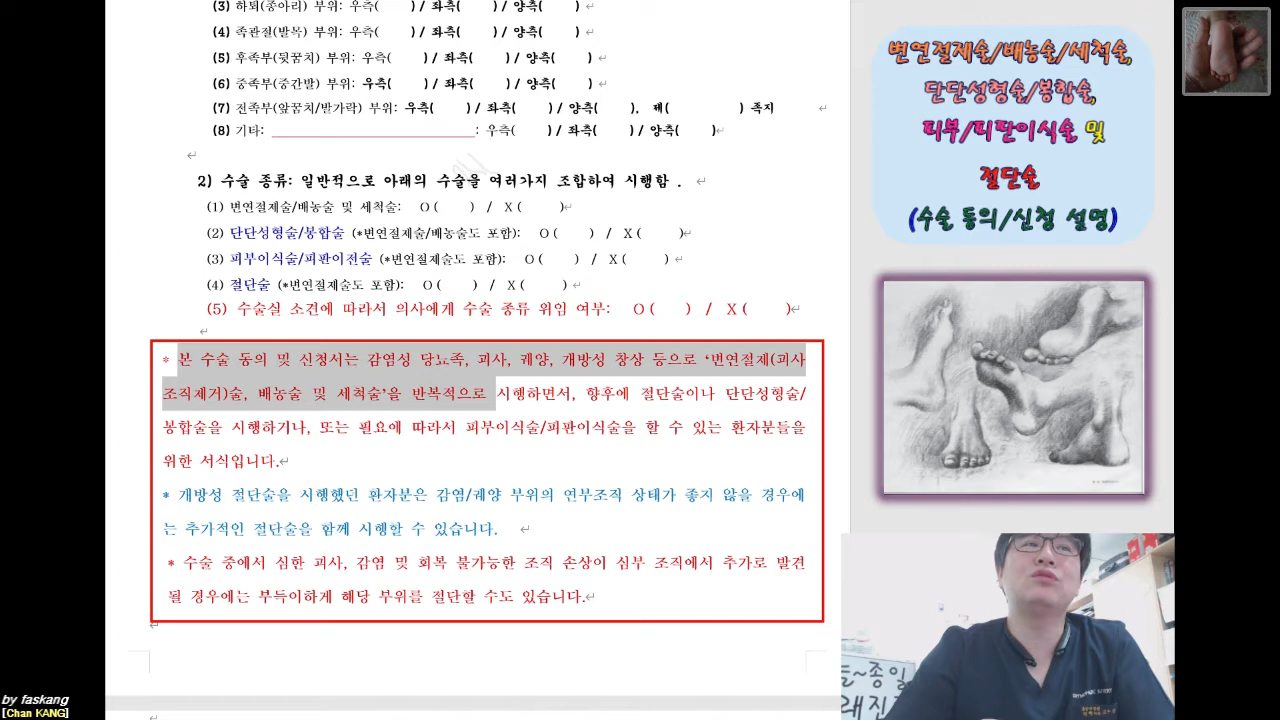 (3) 하퇴(종아리) 부위: 우측( ) / 좌측( ) / 양측( )
(4) 족관절(발목) 부위: 우측( ) / 좌측( ) / 양측( )
(5) 후족부(뒷꿈치) 부위: 우측( ) / 좌측( ) / 양측( )
(6) 중족부(중간발) 부위: 우측( ) / 좌측( ) / 양측( )
(7) 전족부(앞꿈치/발가락) 부위: 우측( ) / 좌측( ) / 양측( ), 제( ) 족지
(8) 기타: ____________________: 우측( ) / 좌측( ) / 양측( )
2) 수술 종류: 일반적으로 아래의 수술을 여러가지 조합하여 시행함 .
(1) 변연절제술/배농술 및 세척술: O ( ) / X ( )
(2) 단단성형술/봉합술 (*변연절제술/배농술도 포함): O ( ) / X ( )
(3) 피부이식술/피판이전술 (*변연절제술도 포함): O ( ) / X ( )
(4) 절단술 (*변연절제술도 포함): O ( ) / X ( )
(5) 수술실 소견에 따라서 의사에게 수술 종류 위임 여부: O ( ) / X ( )
* 본 수술 동의 및 신청서는 감염성 당뇨족, 괴사, 궤양, 개방성 창상 등으로 ‘변연절제(괴사
조직제거)술, 배농술 및 세척술’을 반복적으로 시행하면서, 향후에 절단술이나 단단성형술/
봉합술을 시행하기나, 또는 필요에 따라서 피부이식술/피판이식술을 할 수 있는 환자분들을
위한 서식입니다.
* 개방성 절단술을 시행했던 환자분은 감염/궤양 부위의 연부조직 상태가 좋지 않을 경우에
는 추가적인 절단술을 함께 시행할 수 있습니다.
* 수술 중에서 심한 괴사, 감염 및 회복 불가능한 조직 손상이 심부 조직에서 추가로 발견
될 경우에는 부득이하게 해당 부위를 절단할 수도 있습니다.
변연절제술/배농술/세척술,
단단성형술/봉합술,
피부/피판이식술 및
절단술
(수술 동의/신청 설명)
늘~종일
래진
by faskang
[Chan KANG]